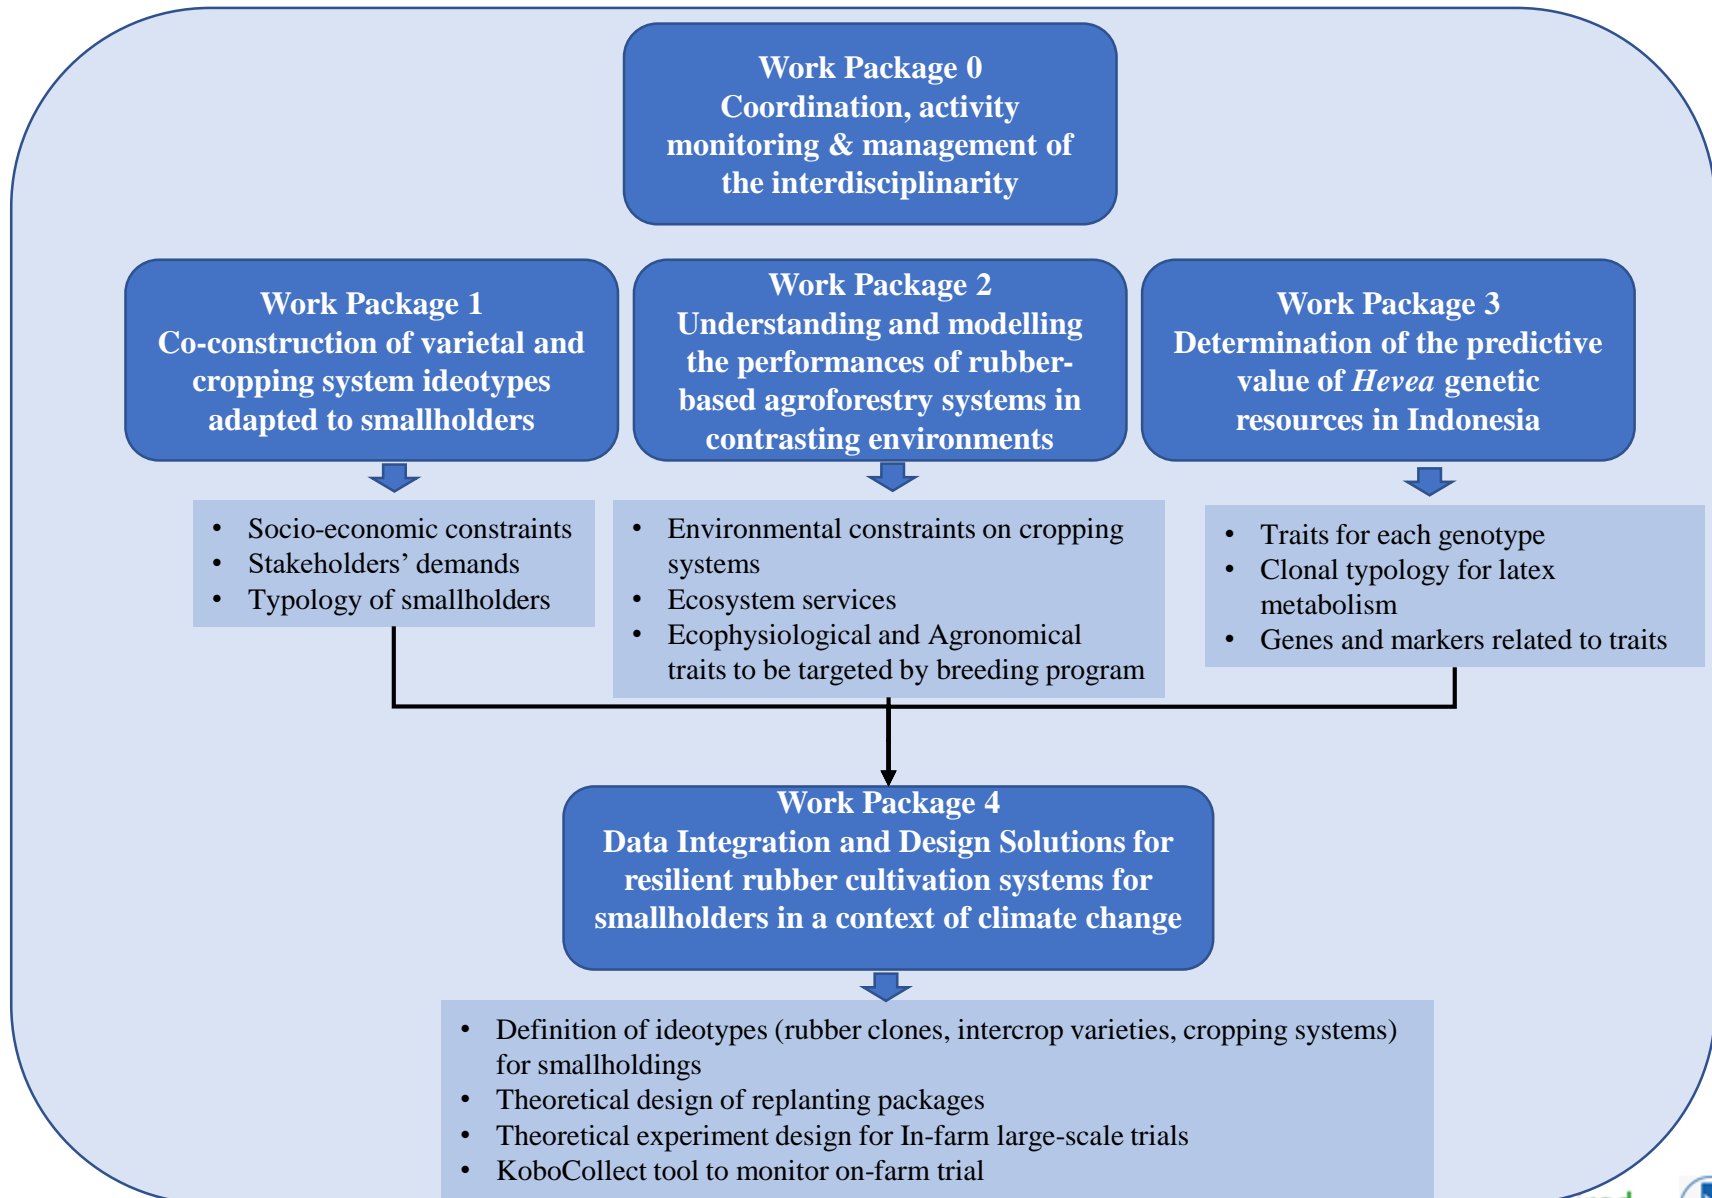 Work Package 0
Coordination, activity
monitoring & management of
the interdisciplinarity
Work Package 1
Co-construction of varietal and
cropping system ideotypes
adapted to smallholders
Work Package 2
Understanding and modelling
the performances of rubber-
based agroforestry systems in
contrasting environments
Work Package 3
Determination of the predictive
value of Hevea genetic
resources in Indonesia
• Socio-economic constraints
• Stakeholders’ demands
• Typology of smallholders
• Environmental constraints on cropping
systems
• Ecosystem services
• Ecophysiological and Agronomical
traits to be targeted by breeding program
• Traits for each genotype
• Clonal typology for latex
metabolism
• Genes and markers related to traits
Work Package 4
Data Integration and Design Solutions for
resilient rubber cultivation systems for
smallholders in a context of climate change
• Definition of ideotypes (rubber clones, intercrop varieties, cropping systems)
for smallholdings
• Theoretical design of replanting packages
• Theoretical experiment design for In-farm large-scale trials
• KoboCollect tool to monitor on-farm trial